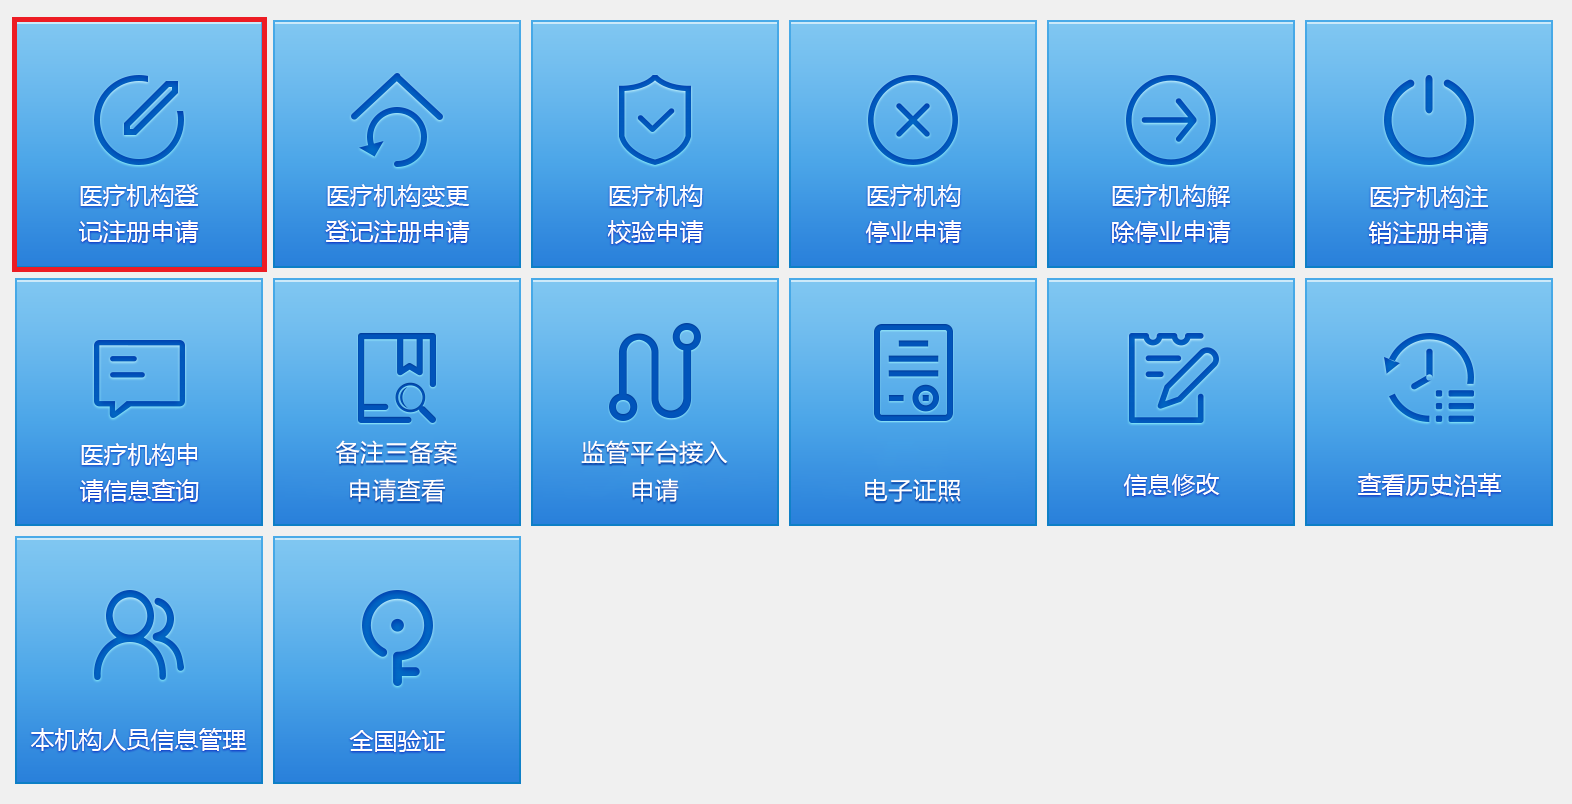 医疗机构登
记注册申请
医疗机构变更
登记注册申请
医疗机构
校验申请
医疗机构
停业申请
医疗机构解
除停业申请
医疗机构注
销注册申请
医疗机构申
请信息查询
备注三备案
申请查看
监管平台接入
申请
电子证照
信息修改
查看历史沿革
本机构人员信息管理
全国验证